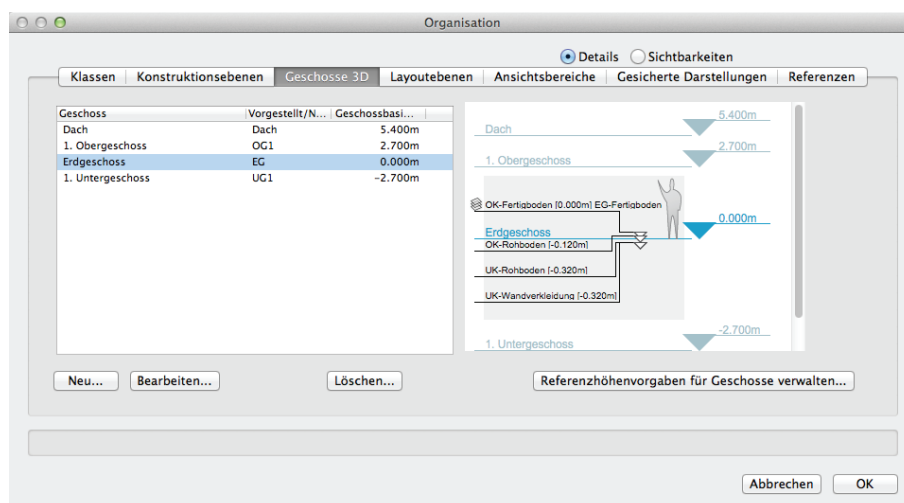 Organisation
Details Sichtbarkeiten
Klassen Konstruktionsebenen Geschosse 3D Layoutebenen Ansichtsbereiche Gesicherte Darstellungen Referenzen
Geschoss Vorgestellt/N... Geschossbasi...
Dach Dach 5.400m
1. Obergeschoss OG1 2.700m
Erdgeschoss EG 0.000m
1. Untergeschoss UG1 -2.700m
5.400m
Dach
2.700m
1. Obergeschoss
OK-Fertigboden [0.000m] EG-Fertigboden
0.000m
Erdgeschoss
OK-Rohboden [-0.120m]
UK-Rohboden [-0.320m]
UK-Wandverkleidung [-0.320m]
-2.700m
1. Untergeschoss
Neu... Bearbeiten... Löschen... Referenzhöhenvorgaben für Geschosse verwalten...
Abbrechen OK